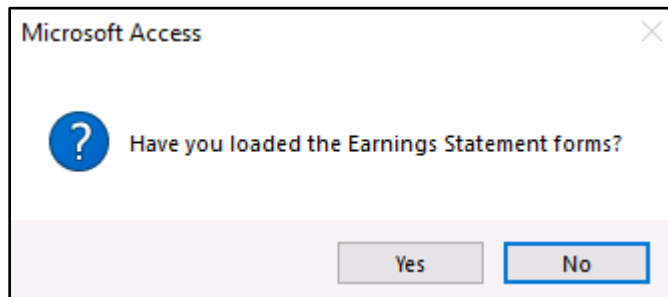 Microsoft Access
Have you loaded the Earnings Statement forms?
Yes No